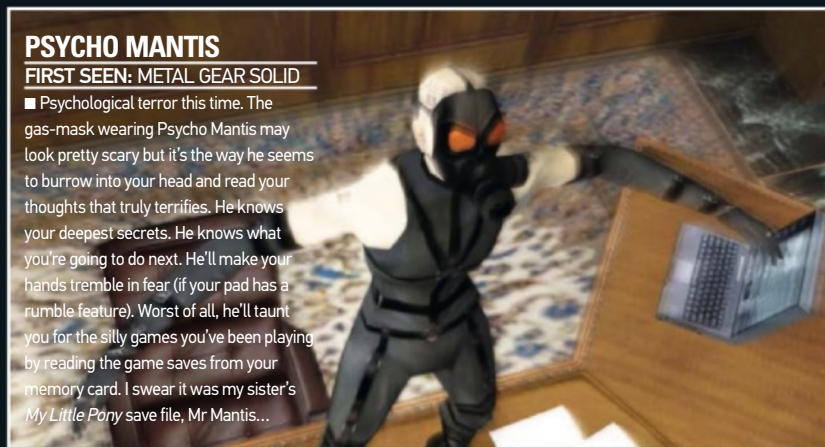 PSYCHO MANTIS
FIRST SEEN: METAL GEAR SOLID
■ Psychological terror this time. The
gas-mask wearing Psycho Mantis may
look pretty scary but it's the way he seems
to burrow into your head and read your
thoughts that truly terrifies. He knows
your deepest secrets. He knows what
you're going to do next. He'll make your
hands tremble in fear (if your pad has a
rumble feature). Worst of all, he'll taunt
you for the silly games you've been playing
by reading the game saves from your
memory card. I swear it was my sister's
My Little Pony save file, Mr Mantis…